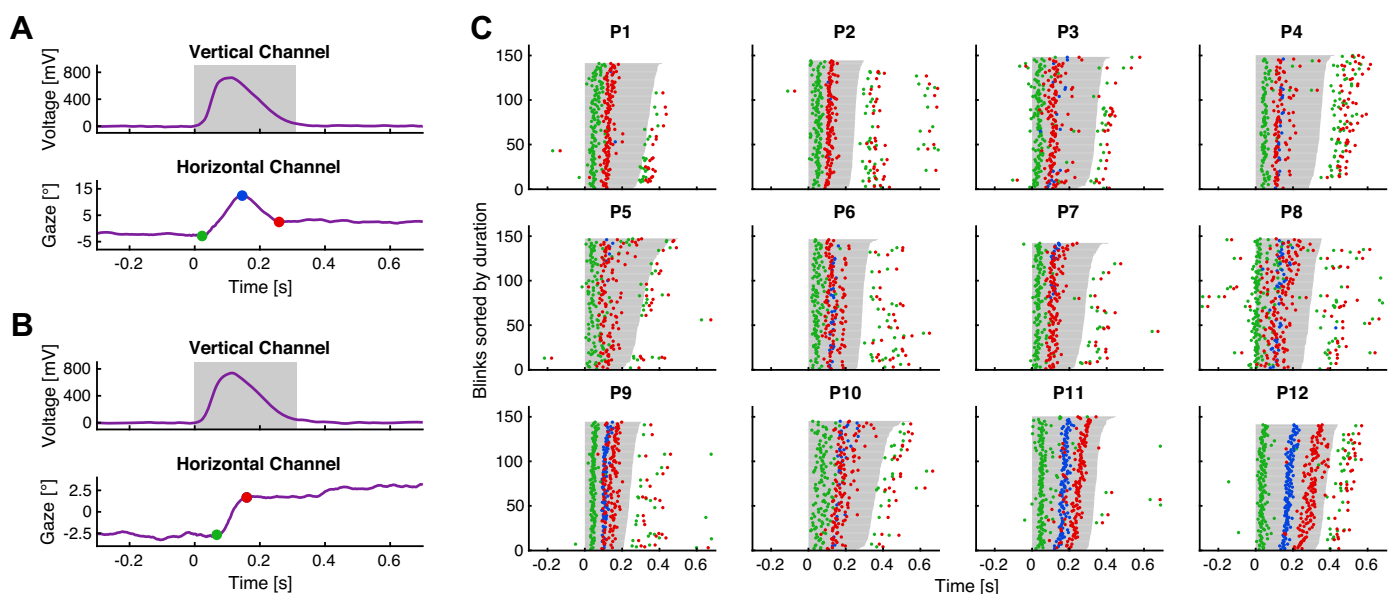 A
Vertical Channel
Voltage [mV]
800
400
0
Horizontal Channel
Gaze [°]
15
5
-5
-0.2 0 0.2 0.4 0.6
Time [s]
B
Vertical Channel
Voltage [mV]
800
400
0
Horizontal Channel
Gaze [°]
2.5
0
-2.5
-0.2 0 0.2 0.4 0.6
Time [s]
C
Blinks sorted by duration
P1 P2 P3 P4
150
100
50
0
P5 P6 P7 P8
150
100
50
0
P9 P10 P11 P12
150
100
50
0
-0.2 0 0.2 0.4 0.6 -0.2 0 0.2 0.4 0.6 -0.2 0 0.2 0.4 0.6 -0.2 0 0.2 0.4 0.6
Time [s]